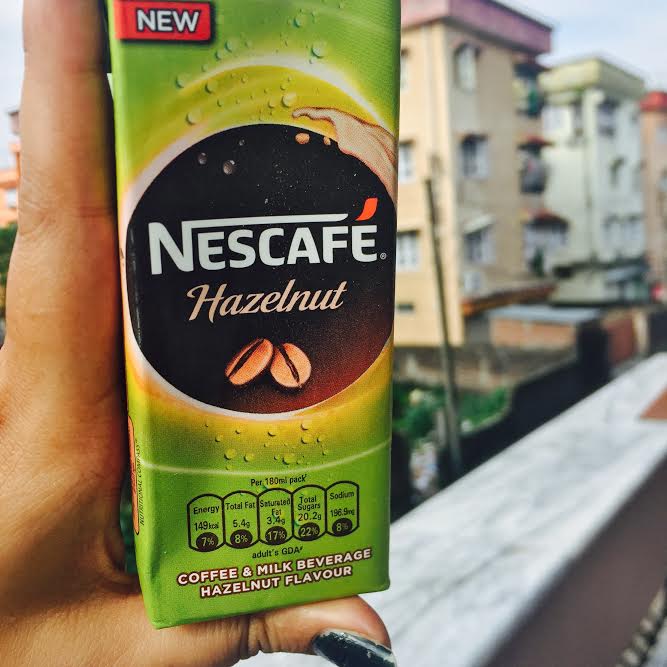 NEW
NESCAFÉ®
Hazelnut
Per 180ml pack
Energy
149kcal
7%
Total Fat
5.4g
8%
Saturated
Fat
3.4g
17%
Total
Sugars
20.2g
22%
Sodium
196.9mg
8%
adult's GDA#
COFFEE & MILK BEVERAGE
HAZELNUT FLAVOUR